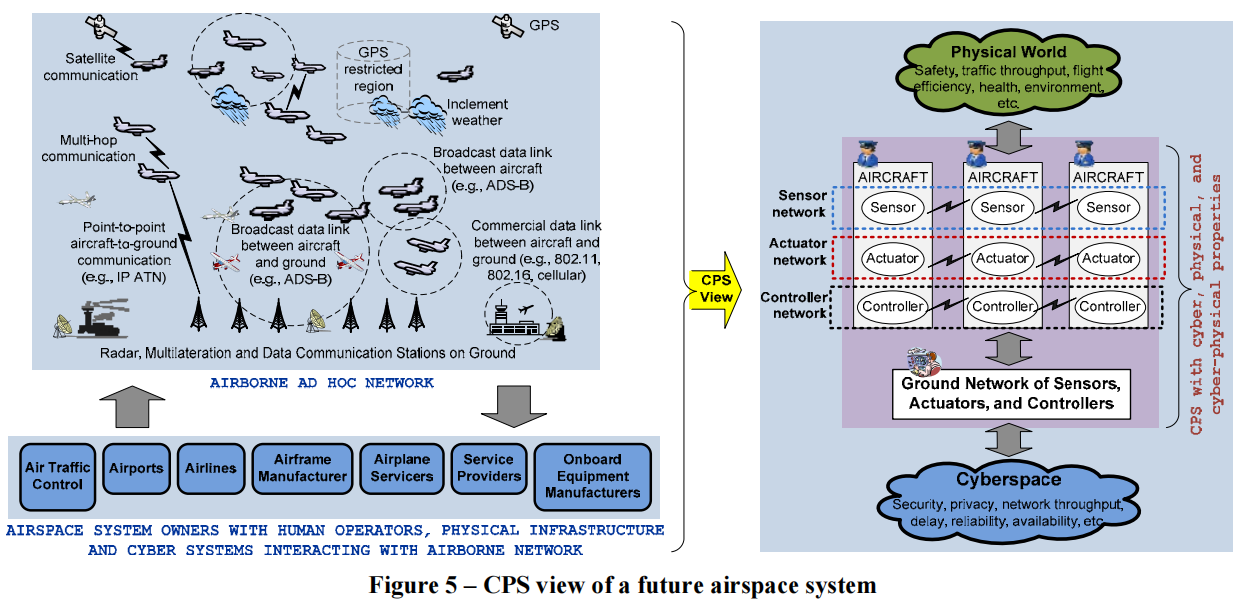 GPS
Satellite
communication
GPS
restricted
region
Inclement
weather
Multi-hop
communication
Broadcast data link
between aircraft
(e.g., ADS-B)
Point-to-point
aircraft-to-ground
communication
(e.g., IP ATN)
Broadcast data link
between aircraft
and ground
(e.g., ADS-B)
Commercial data link
between aircraft and
ground (e.g., 802.11,
802.16, cellular)
Radar, Multilateration and Data Communication Stations on Ground
AIRBORNE AD HOC NETWORK
Air Traffic
Control
Airports
Airlines
Airframe
Manufacturer
Airplane
Servicers
Service
Providers
Onboard
Equipment
Manufacturers
AIRSPACE SYSTEM OWNERS WITH HUMAN OPERATORS, PHYSICAL INFRASTRUCTURE
AND CYBER SYSTEMS INTERACTING WITH AIRBORNE NETWORK
CPS
View
Physical World
Safety, traffic throughput, flight
efficiency, health, environment,
etc.
AIRCRAFT
AIRCRAFT
AIRCRAFT
Sensor
network
Sensor
Sensor
Sensor
Actuator
network
Actuator
Actuator
Actuator
Controller
network
Controller
Controller
Controller
Ground Network of Sensors,
Actuators, and Controllers
CPS with cyber, physical, and
cyber-physical properties
Cyberspace
Security, privacy, network throughput,
delay, reliability, availability, etc
Figure 5 – CPS view of a future airspace system